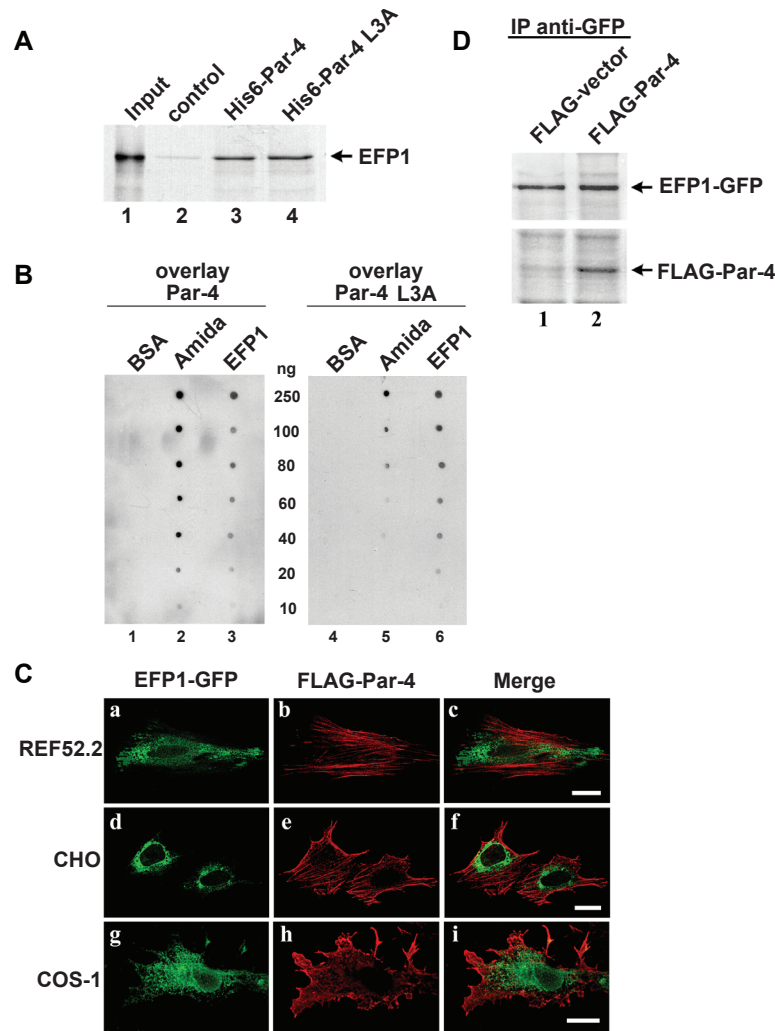 A
Input
control
His6-Par-4
His6-Par-4 L3A
EFP1
1 2 3 4
D
IP anti-GFP
FLAG-vector
FLAG-Par-4
EFP1-GFP
FLAG-Par-4
1 2
B
overlay
Par-4
overlay
Par-4 L3A
BSA
Amida
EFP1
ng
BSA
Amida
EFP1
250
100
80
60
40
20
10
1 2 3 4 5 6
C
EFP1-GFP FLAG-Par-4 Merge
REF52.2
a b c
CHO
d e f
COS-1
g h i